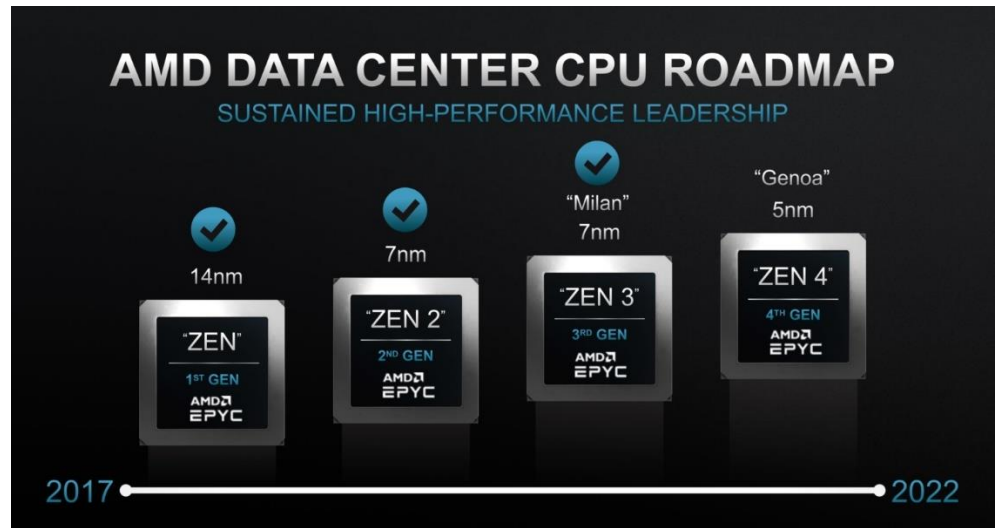 AMD DATA CENTER CPU ROADMAP
SUSTAINED HIGH-PERFORMANCE LEADERSHIP
14nm
"ZEN"
1ST GEN
AMD
EPYC
7nm
"ZEN 2"
2ND GEN
AMD
EPYC
"Milan"
7nm
"ZEN 3"
3RD GEN
AMD
EPYC
"Genoa"
5nm
"ZEN 4"
4TH GEN
AMD
EPYC
2017
2022